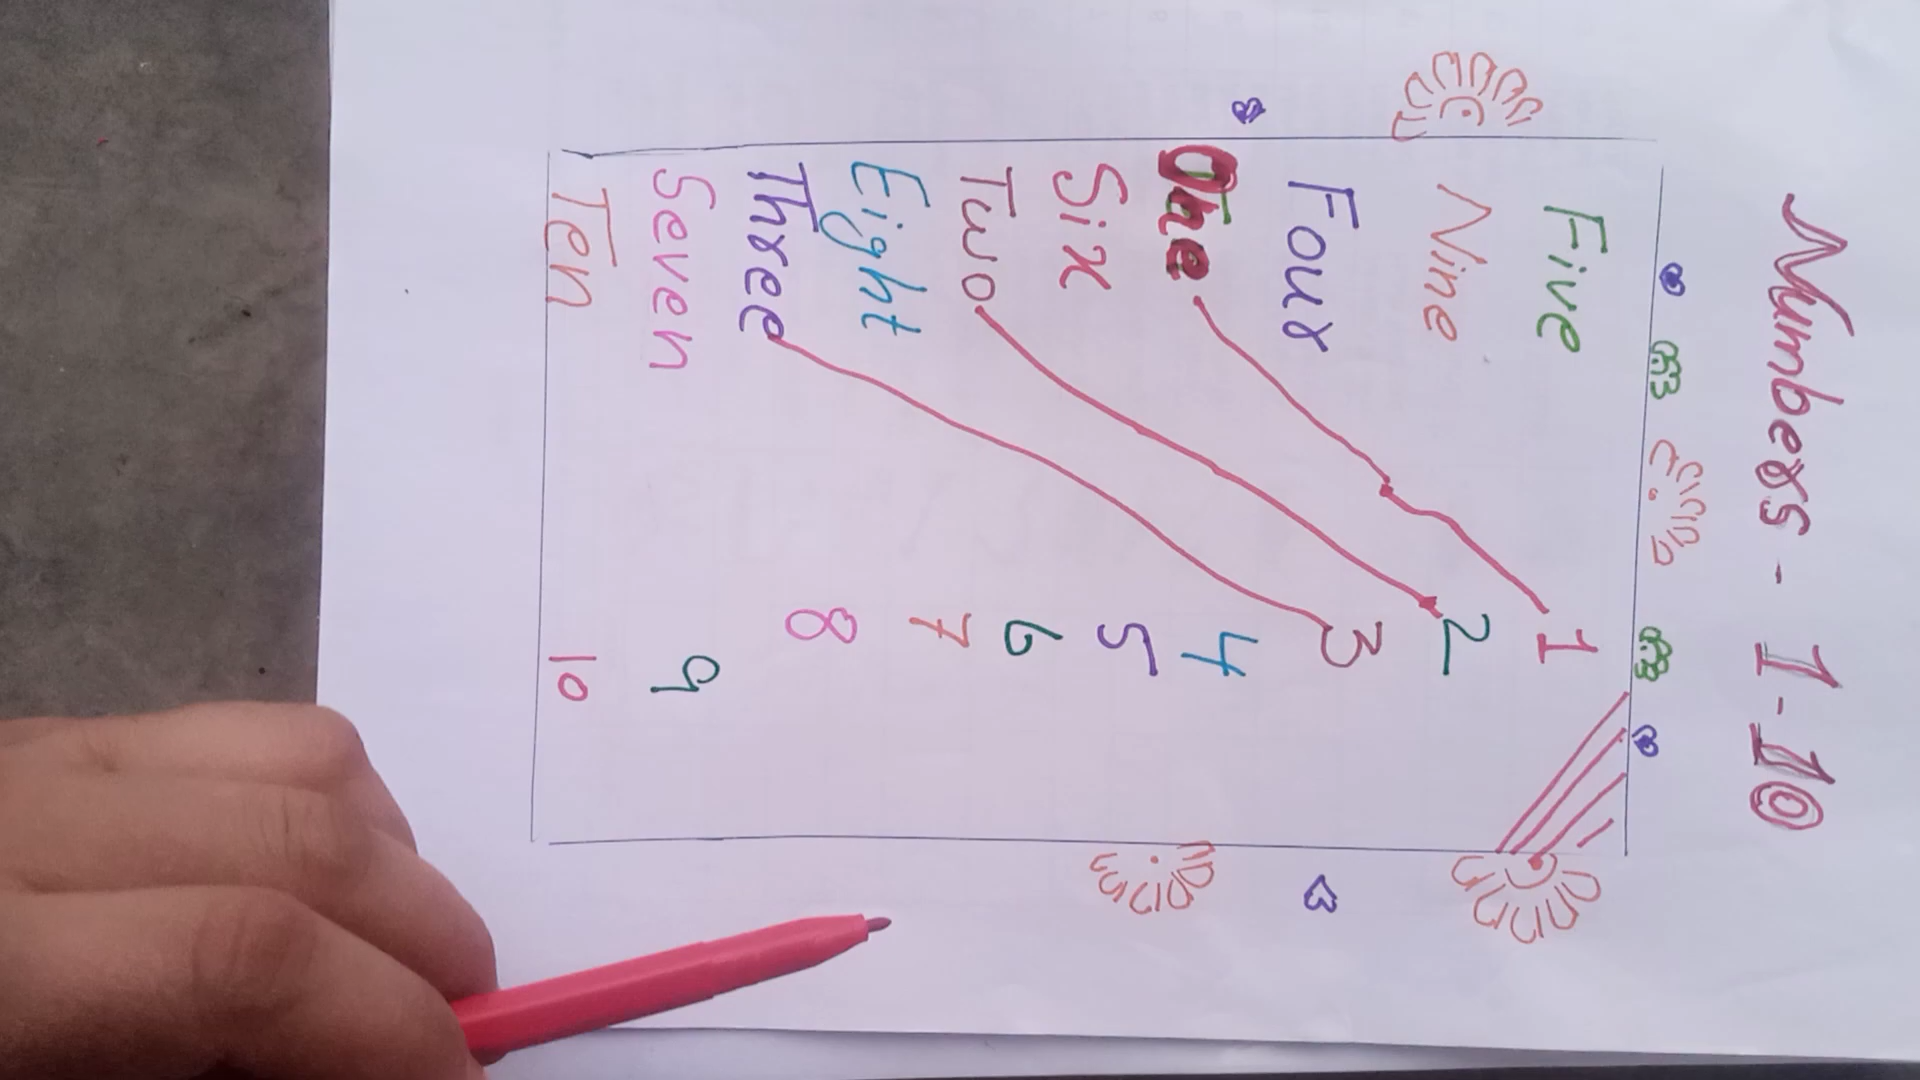 Numbers - 1-10
Five 1
Nine 2
Four 3
One 4
Six 5
Two 6
Eight 7
Three 8
Seven 9
Ten 10